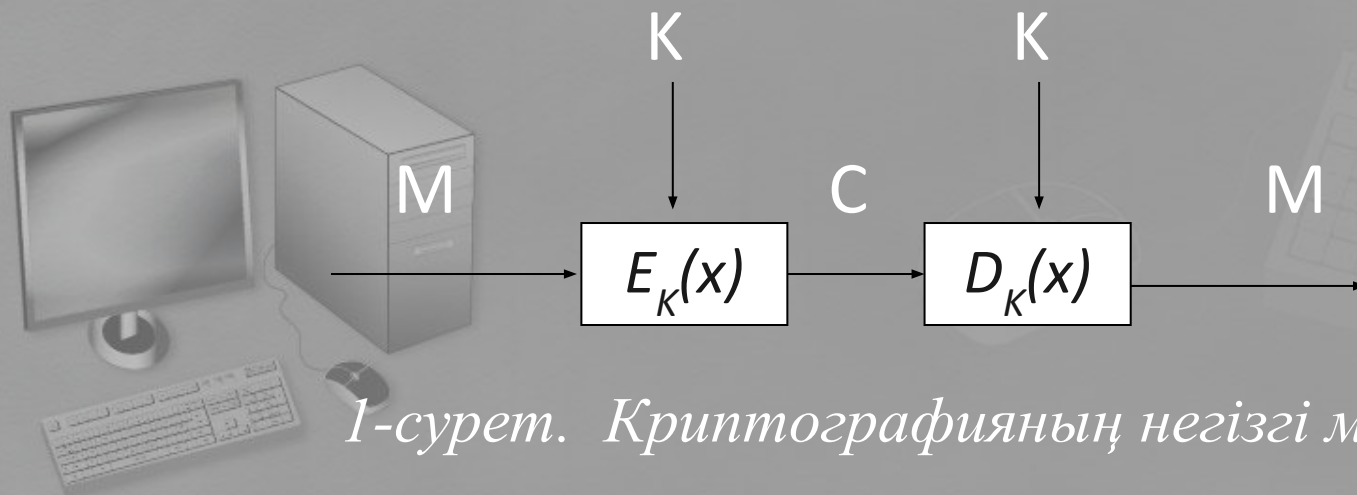 K K
M C M
E_K(x) D_K(x)
1-сурет. Криптографияның негізгі